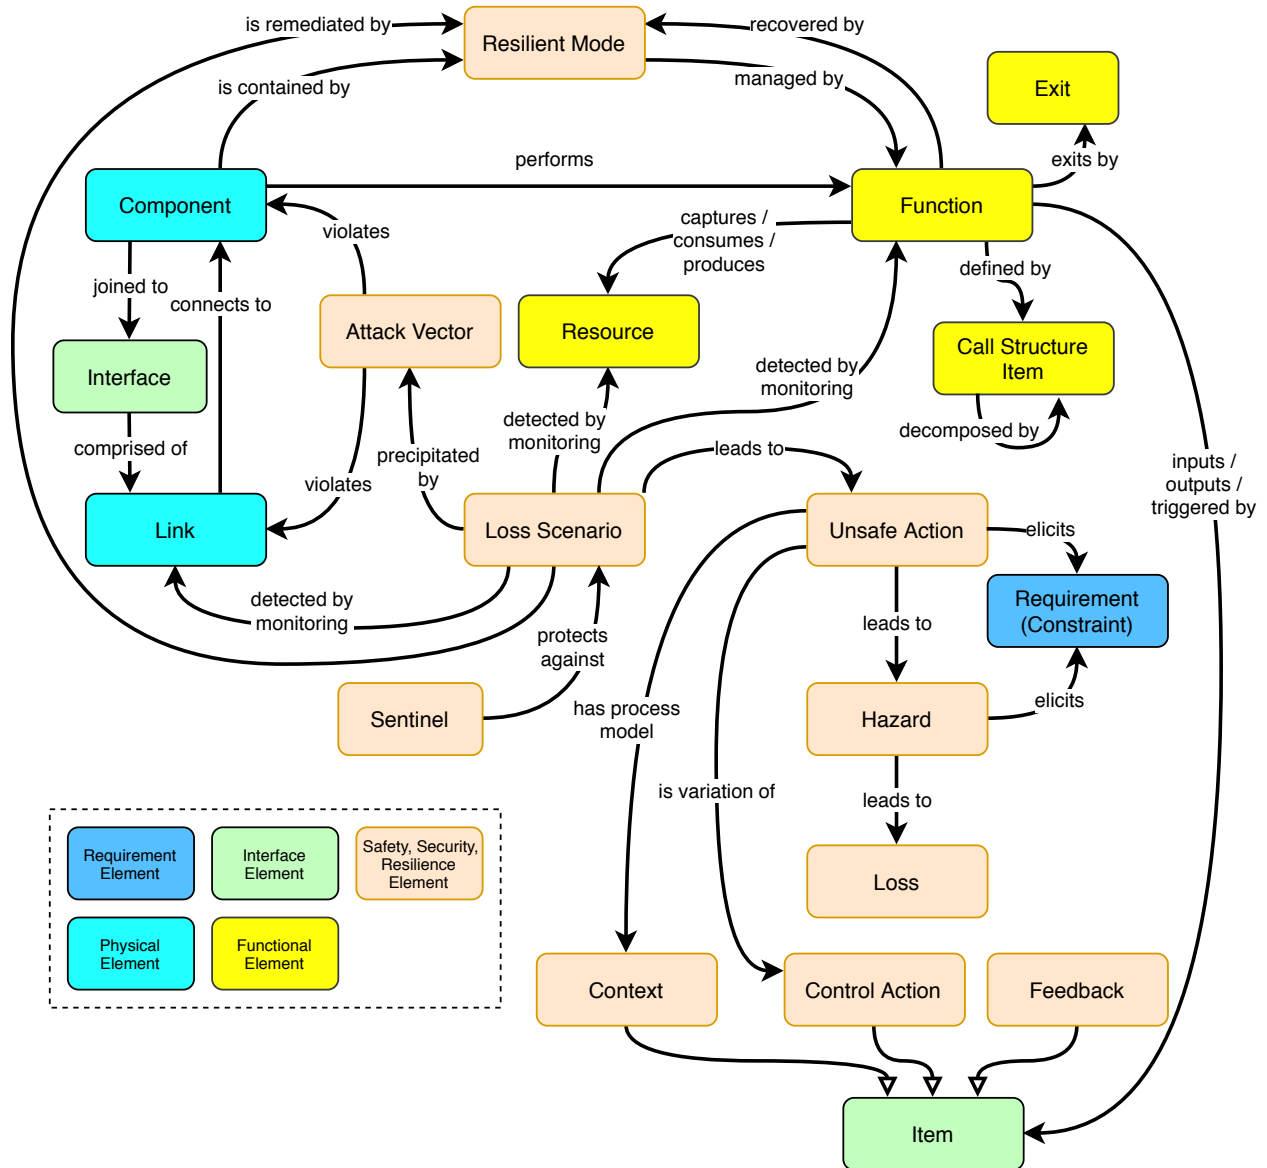 is remediated by
recovered by
Resilient Mode
is contained by
managed by
Exit
performs
exits by
Component
Function
violates
captures /
consumes /
produces
defined by
joined to
connects to
Attack Vector
Resource
Call Structure
Item
Interface
detected by
monitoring
decomposed by
comprised of
detected by
monitoring
precipitated
by
leads to
inputs /
outputs /
triggered by
violates
Link
Loss Scenario
Unsafe Action
elicits
detected by
monitoring
Requirement
(Constraint)
protects
against
leads to
Sentinel
has process
model
Hazard
elicits
is variation of
leads to
Requirement
Element
Interface
Element
Safety, Security,
Resilience
Element
Loss
Physical
Element
Functional
Element
Context
Control Action
Feedback
Item